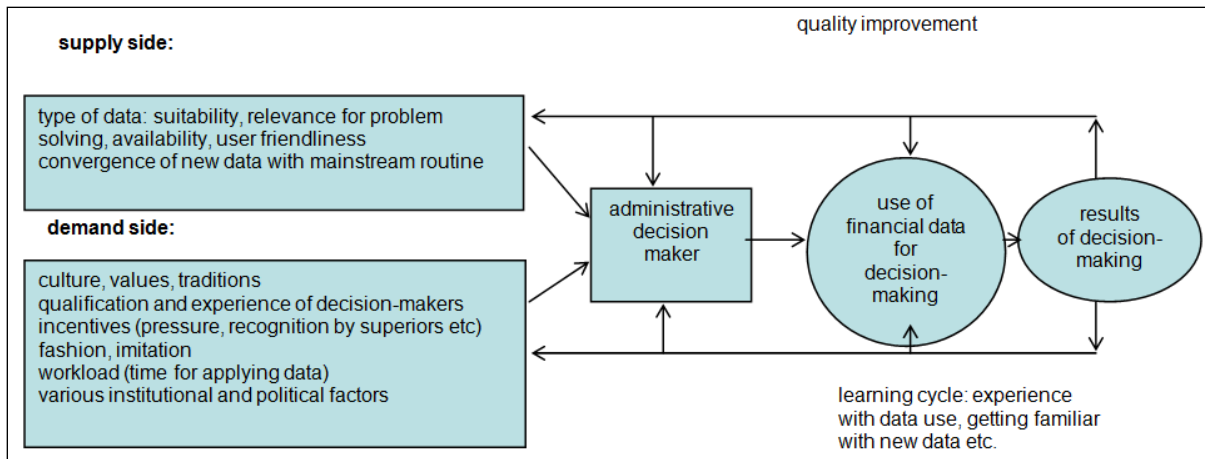 quality improvement
supply side:
type of data: suitability, relevance for problem
solving, availability, user friendliness
convergence of new data with mainstream routine
demand side:
culture, values, traditions
qualification and experience of decision-makers
incentives (pressure, recognition by superiors etc)
fashion, imitation
workload (time for applying data)
various institutional and political factors
administrative
decision
maker
use of
financial data
for
decision-
making
results
of decision-
making
learning cycle: experience
with data use, getting familiar
with new data etc.